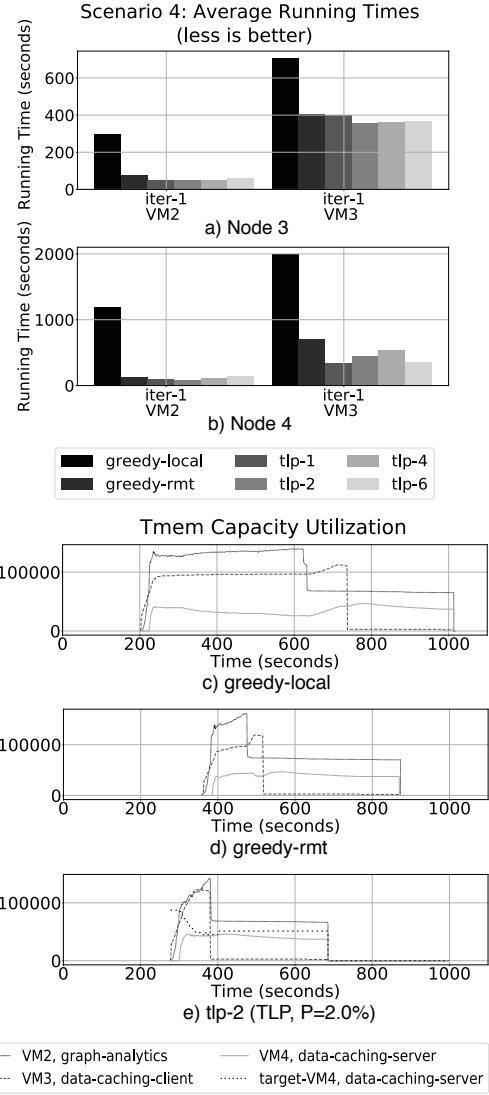 Scenario 4: Average Running Times
(less is better)
Running Time (seconds)
600
400
200
0
iter-1
VM2
iter-1
VM3
a) Node 3
Running Time (seconds)
2000
1000
0
iter-1
VM2
iter-1
VM3
b) Node 4
greedy-local
tlp-1
tlp-4
greedy-rmt
tlp-2
tlp-6
Tmem Capacity Utilization
100000
0
0 200 400 600 800 1000
Time (seconds)
c) greedy-local
100000
0
0 200 400 600 800 1000
Time (seconds)
d) greedy-rmt
100000
0
0 200 400 600 800 1000
Time (seconds)
e) tlp-2 (TLP, P=2.0%)
VM2, graph-analytics
VM4, data-caching-server
VM3, data-caching-client
target-VM4, data-caching-server